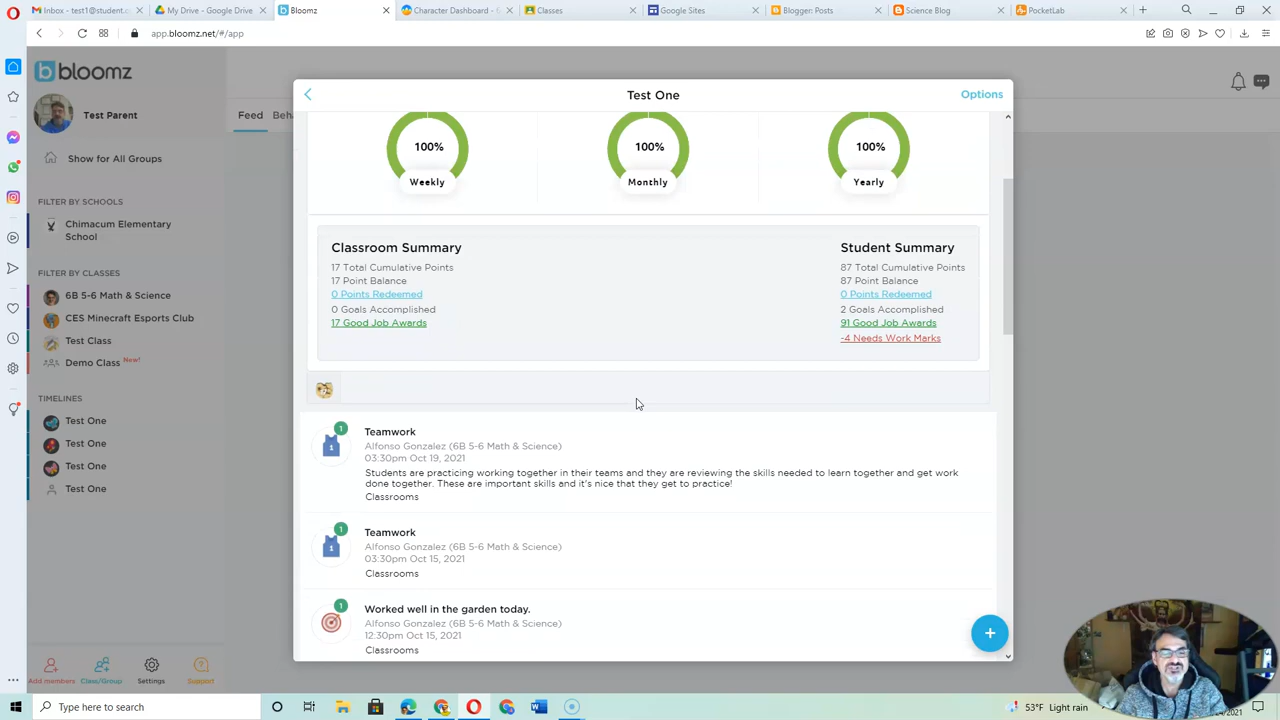 Inbox - test1@student.c
My Drive - Google Drive
Bloomz
Character Dashboard - 6
Classes
Google Sites
Blogger: Posts
Science Blog
PocketLab
app.bloomz.net/#/app
bloomz
Test Parent
Feed
Beh
Show for All Groups
FILTER BY SCHOOLS
Chimacum Elementary
School
FILTER BY CLASSES
6B 5-6 Math & Science
CES Minecraft Esports Club
Test Class
Demo Class New!
TIMELINES
Test One
Test One
Test One
Test One
Add members
Class/Group
Settings
Support
Test One
Options
100%
Weekly
100%
Monthly
100%
Yearly
Classroom Summary
17 Total Cumulative Points
17 Point Balance
0 Points Redeemed
0 Goals Accomplished
17 Good Job Awards
Student Summary
87 Total Cumulative Points
87 Point Balance
0 Points Redeemed
2 Goals Accomplished
91 Good Job Awards
-4 Needs Work Marks
1
1
Teamwork
Alfonso Gonzalez (6B 5-6 Math & Science)
03:30pm Oct 19, 2021
Students are practicing working together in their teams and they are reviewing the skills needed to learn together and get work
done together. These are important skills and it's nice that they get to practice!
Classrooms
1
1
Teamwork
Alfonso Gonzalez (6B 5-6 Math & Science)
03:30pm Oct 15, 2021
Classrooms
1
Worked well in the garden today.
Alfonso Gonzalez (6B 5-6 Math & Science)
12:30pm Oct 15, 2021
Classrooms
+
Type here to search
53°F Light rain